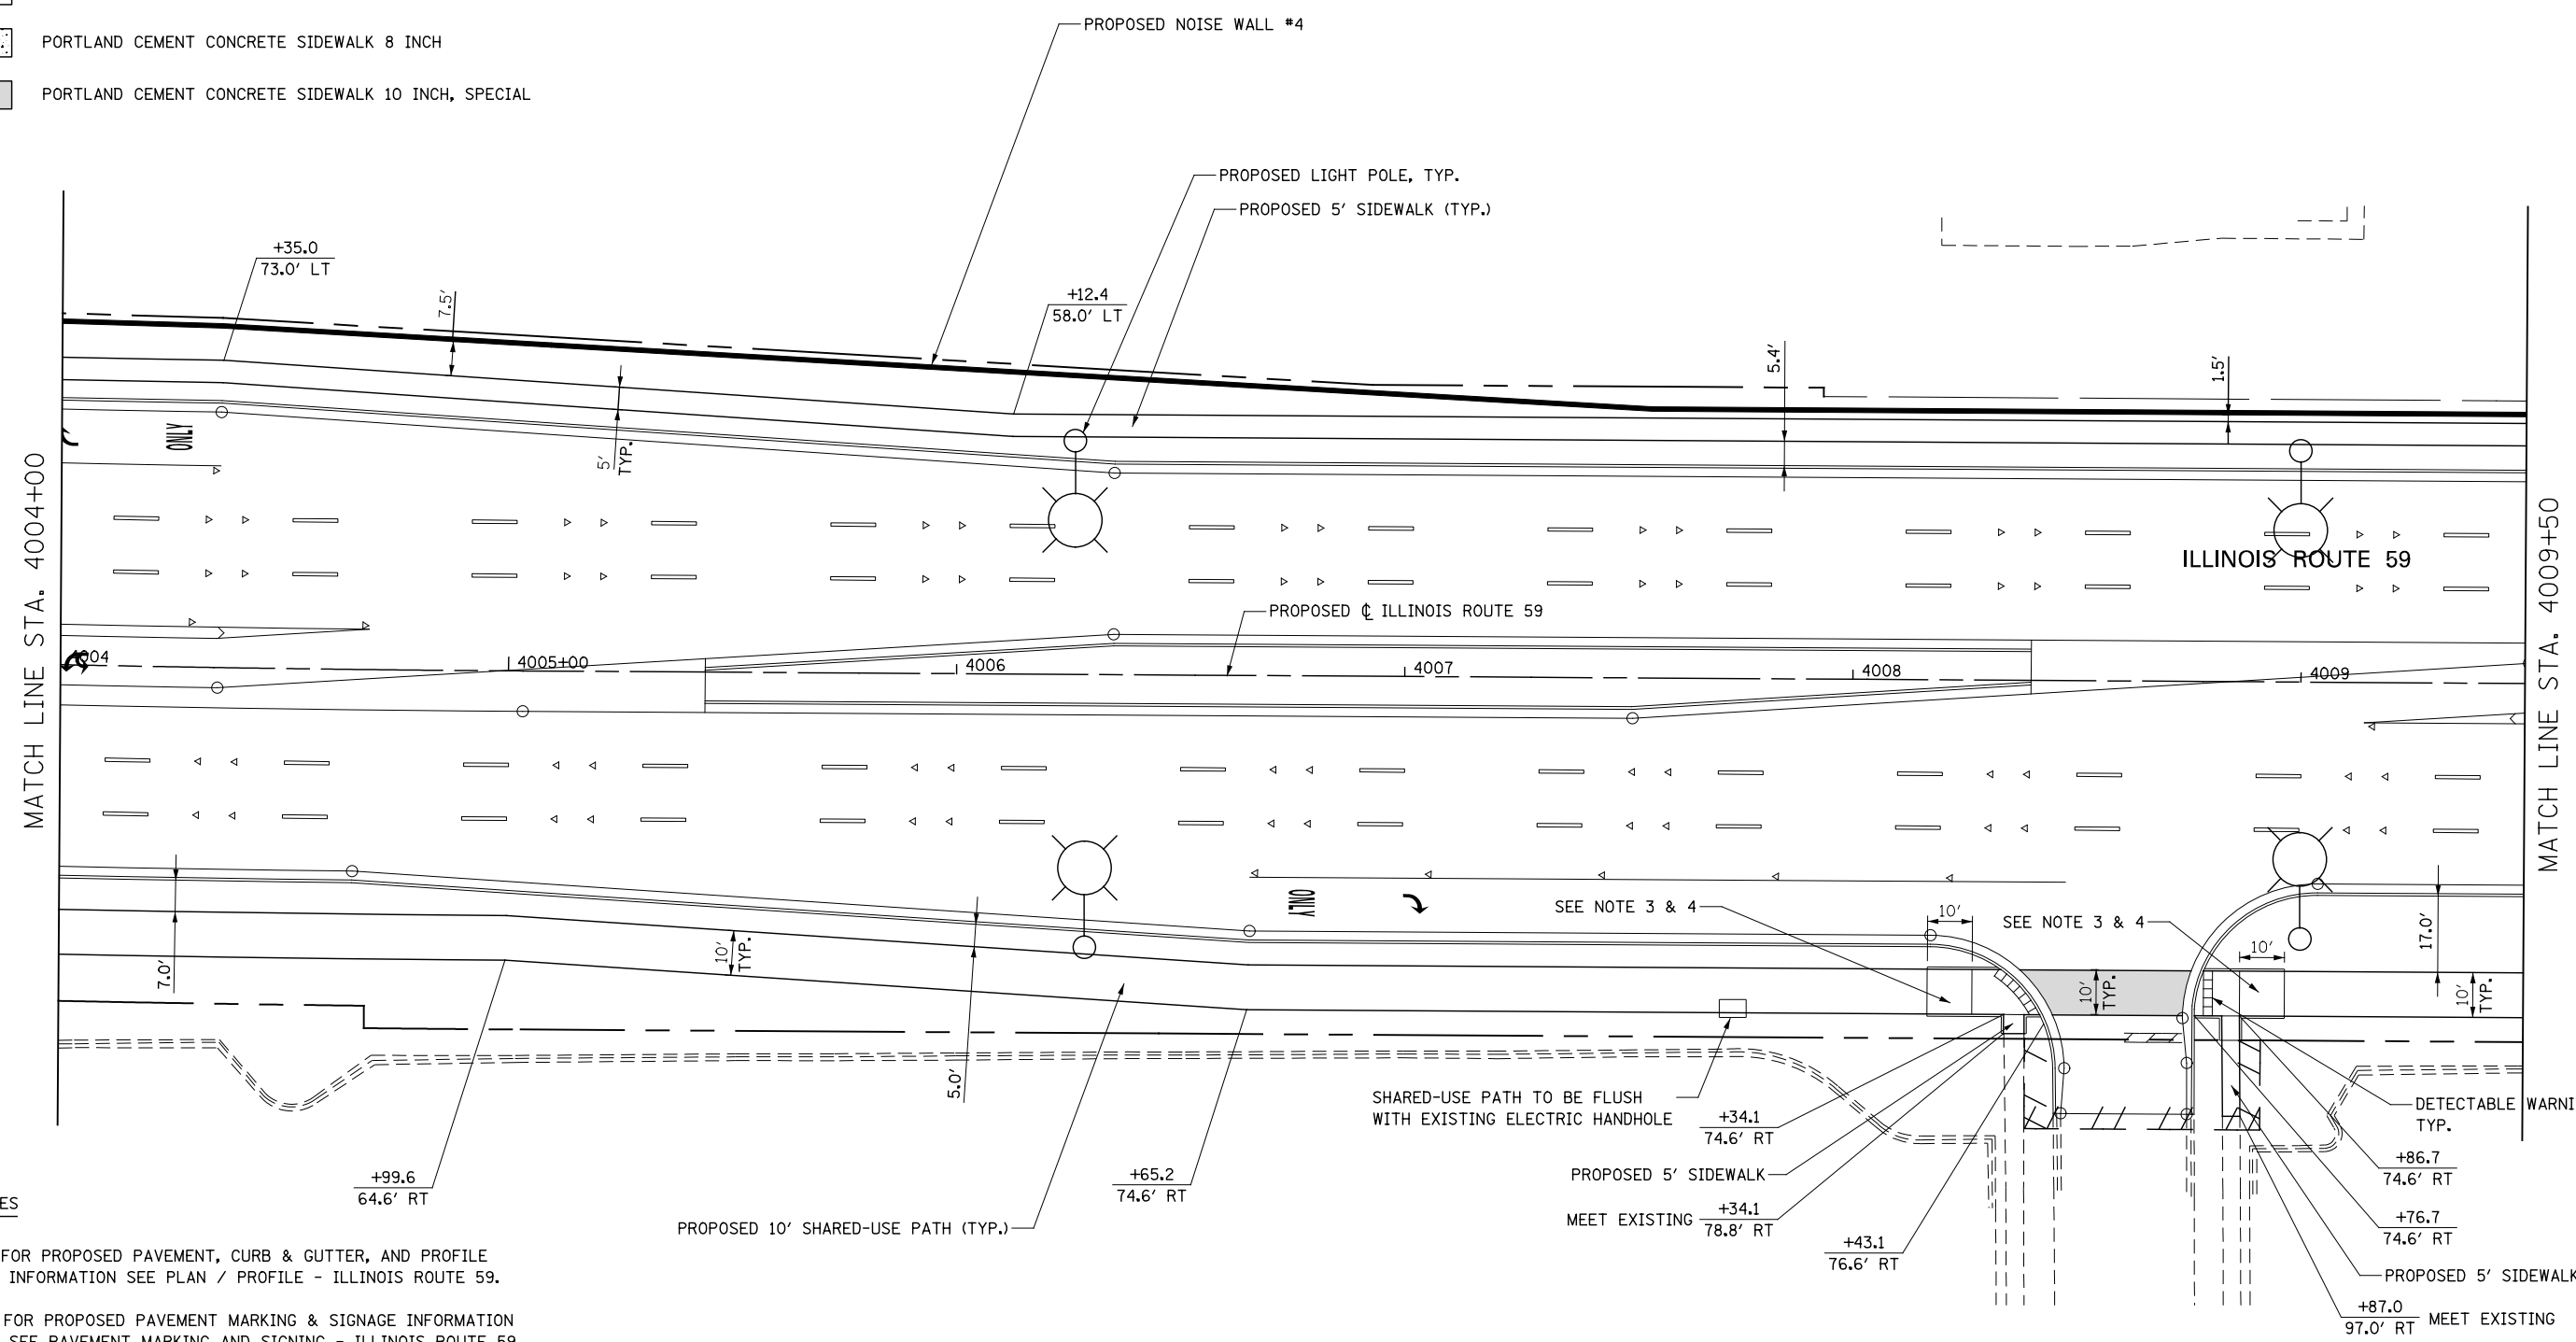 PORTLAND CEMENT CONCRETE SIDEWALK 8 INCH
PORTLAND CEMENT CONCRETE SIDEWALK 10 INCH, SPECIAL
PROPOSED NOISE WALL #4
PROPOSED LIGHT POLE, TYP.
PROPOSED 5' SIDEWALK (TYP.)
+35.0
73.0' LT
7.5'
+12.4
58.0' LT
5.4'
1.5'
ONLY
5'
TYP.
MATCH LINE STA. 4004+00
MATCH LINE STA. 4009+50
ILLINOIS ROUTE 59
PROPOSED ℄ ILLINOIS ROUTE 59
4004
4005+00
4006
4007
4008
4009
ONLY
SEE NOTE 3 & 4
10'
SEE NOTE 3 & 4
10'
17.0'
7.0'
10'
TYP.
5.0'
10'
TYP.
10'
TYP.
SHARED-USE PATH TO BE FLUSH
WITH EXISTING ELECTRIC HANDHOLE
+34.1
74.6' RT
DETECTABLE WARNI
TYP.
+99.6
64.6' RT
+65.2
74.6' RT
PROPOSED 5' SIDEWALK
+86.7
74.6' RT
PROPOSED 10' SHARED-USE PATH (TYP.)
MEET EXISTING
+34.1
78.8' RT
+43.1
76.6' RT
+76.7
74.6' RT
PROPOSED 5' SIDEWALK
+87.0
97.0' RT
MEET EXISTING
ES
FOR PROPOSED PAVEMENT, CURB & GUTTER, AND PROFILE
INFORMATION SEE PLAN / PROFILE - ILLINOIS ROUTE 59.
FOR PROPOSED PAVEMENT MARKING & SIGNAGE INFORMATION
SEE PAVEMENT MARKING AND SIGNING - ILLINOIS ROUTE 59